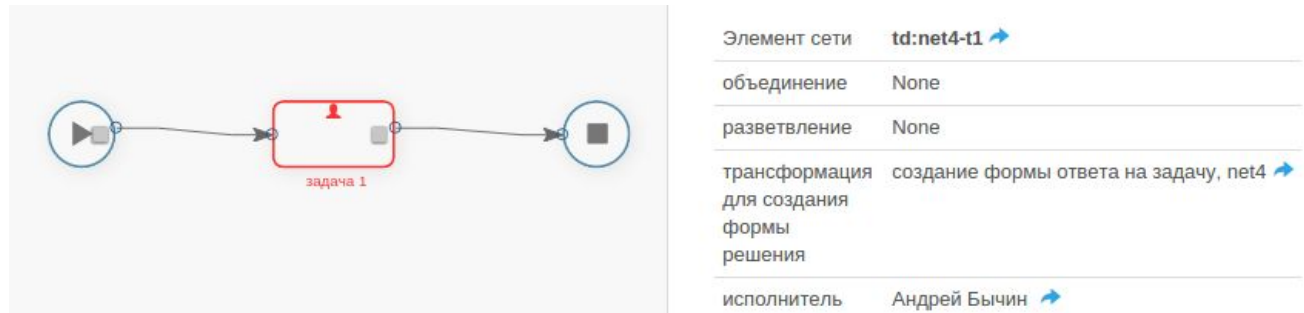 Элемент сети td:net4-t1
объединение None
разветвление None
трансформация создание формы ответа на задачу, net4
для создания
формы
решения
исполнитель Андрей Бычин
задача 1